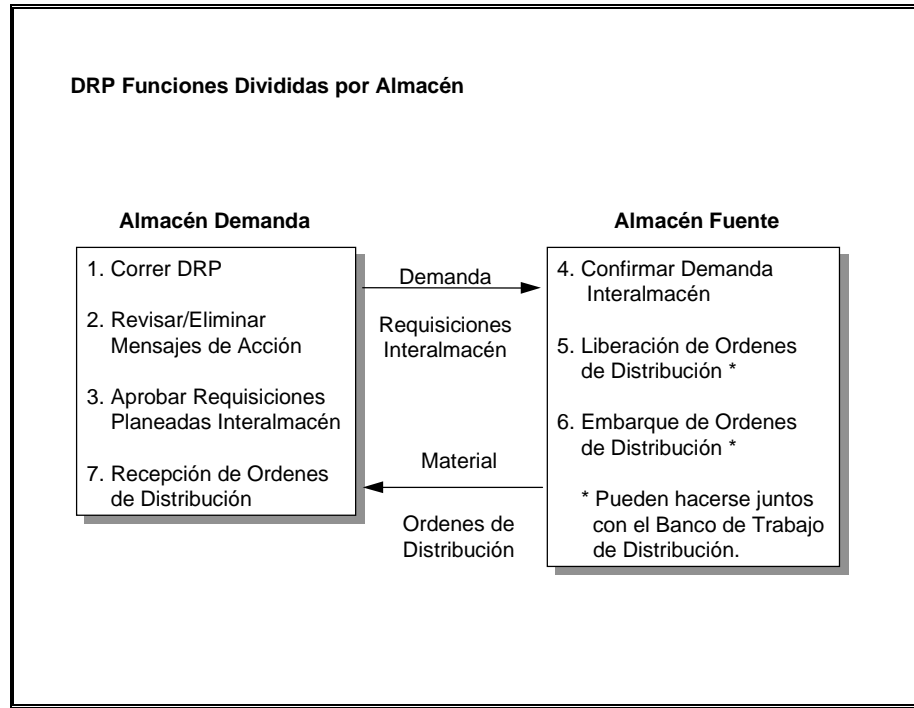 DRP Funciones Divididas por Almacén
Almacén Demanda
1. Correr DRP
2. Revisar/Eliminar
Mensajes de Acción
3. Aprobar Requisiciones
Planeadas Interalmacén
7. Recepción de Ordenes
de Distribución
Demanda
Requisiciones
Interalmacén
Material
Ordenes de
Distribución
Almacén Fuente
4. Confirmar Demanda
Interalmacén
5. Liberación de Ordenes
de Distribución *
6. Embarque de Ordenes
de Distribución *
* Pueden hacerse juntos
con el Banco de Trabajo
de Distribución.